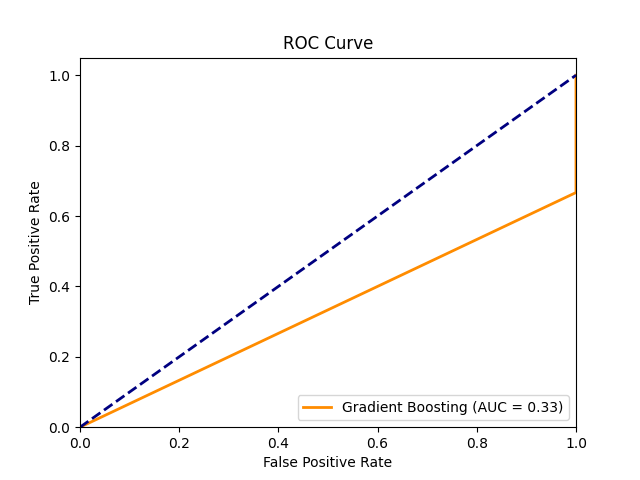 ROC Curve
True Positive Rate
1.0
0.8
0.6
0.4
0.2
0.0
Gradient Boosting (AUC = 0.33)
0.0 0.2 0.4 0.6 0.8 1.0
False Positive Rate